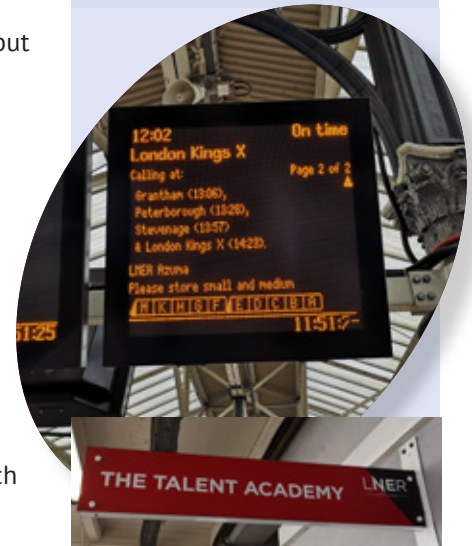 out
12:02 On time
London Kings X
Calling at: Page 2 of 2
Grantham (13:06),
Peterborough (13:28),
Stevenage (13:57)
& London Kings X (14:23).
LNER Azuma
Please store small and medium
H G F E D C B A
11:51:
51:25
th
THE TALENT ACADEMY LNER